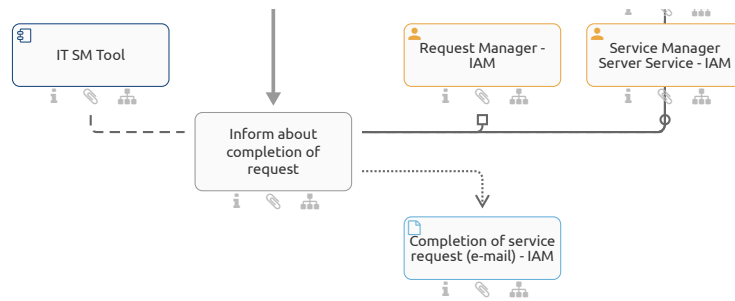 IT SM Tool
Request Manager -
IAM
Service Manager
Server Service - IAM
Inform about
completion of
request
Completion of service
request (e-mail) - IAM